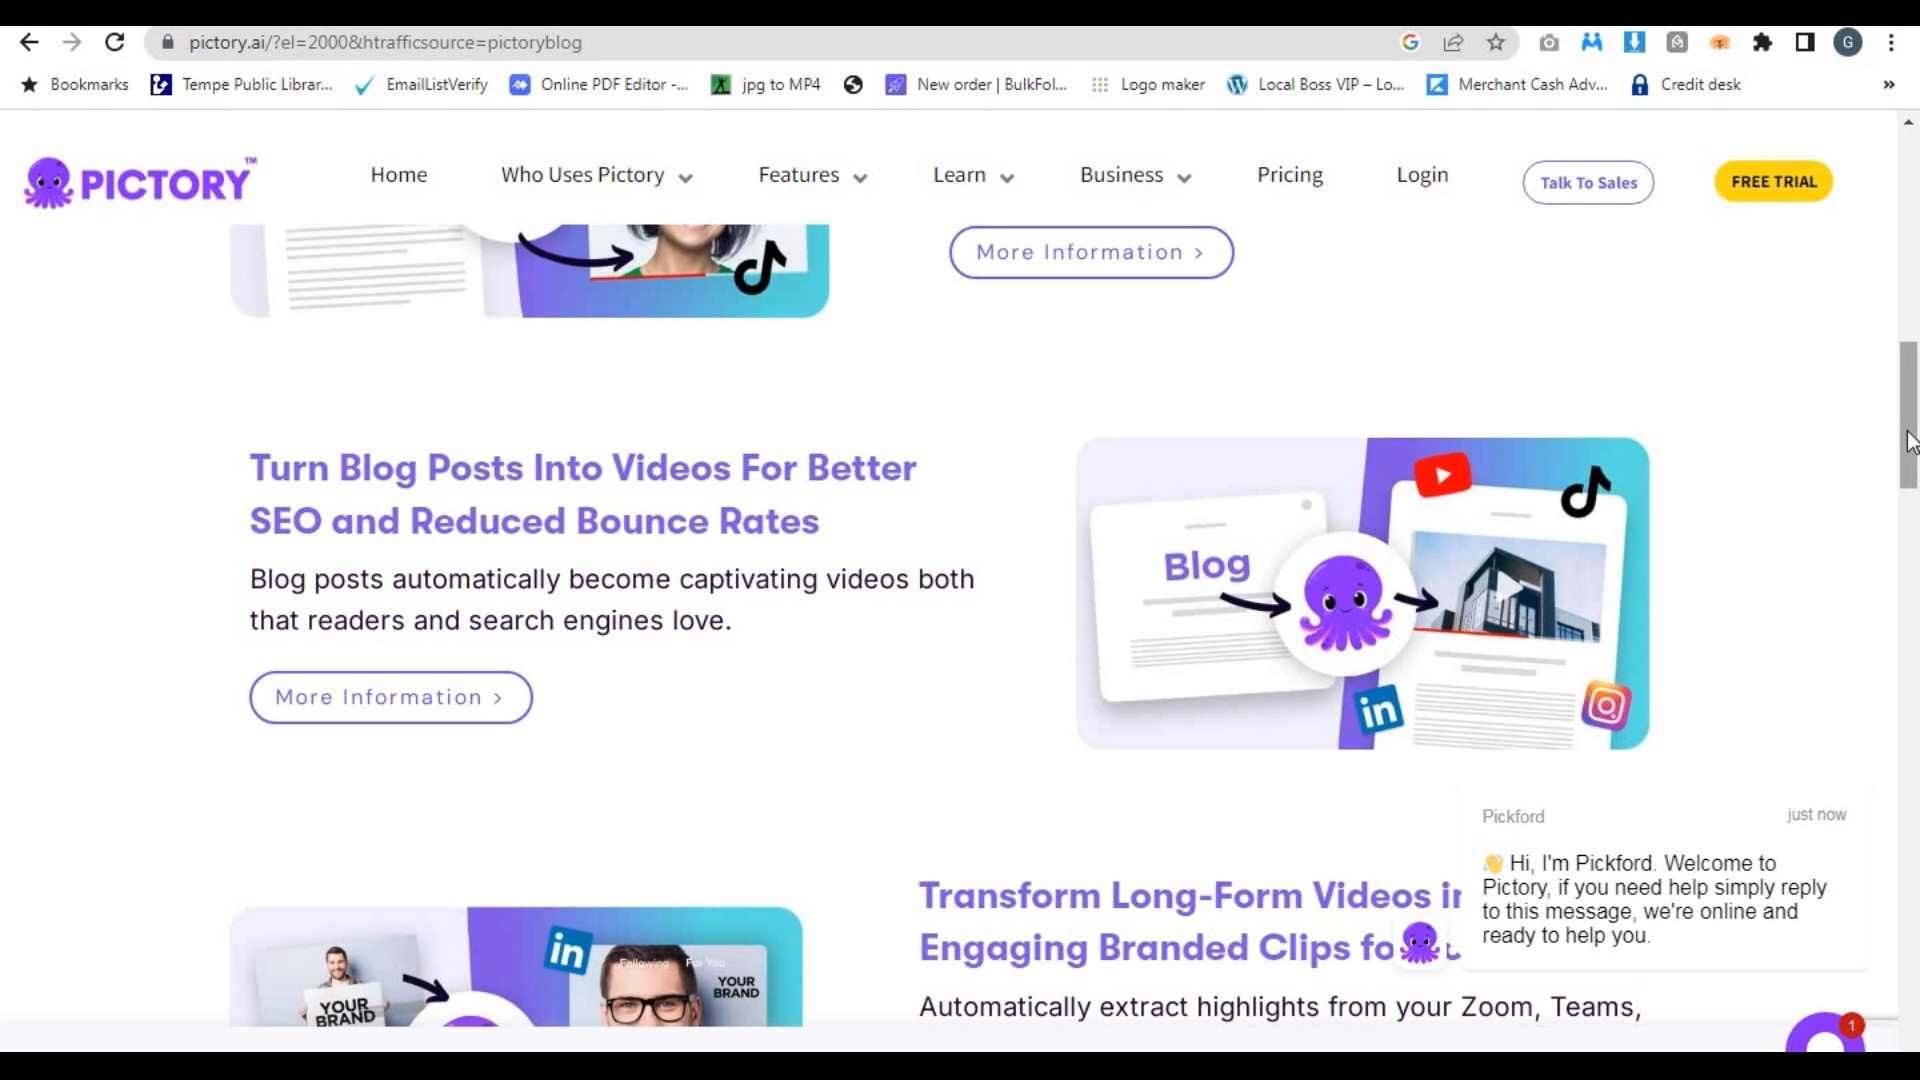 pictory.ai/?el=2000&htrafficsource=pictoryblog
G
Bookmarks
Tempe Public Librar...
EmailListVerify
Online PDF Editor -...
jpg to MP4
New order | BulkFol...
Logo maker
Local Boss VIP – Lo...
Merchant Cash Adv...
Credit desk
»
PICTORY™
Home
Who Uses Pictory
Features
Learn
Business
Pricing
Login
Talk To Sales
FREE TRIAL
More Information >
Turn Blog Posts Into Videos For Better
SEO and Reduced Bounce Rates
Blog posts automatically become captivating videos both
that readers and search engines love.
More Information >
Blog
in
Pickford
just now
👋 Hi, I'm Pickford. Welcome to
Pictory, if you need help simply reply
to this message, we're online and
ready to help you.
Transform Long-Form Videos
Engaging Branded Clips
Automatically extract highlights from your Zoom, Teams,
YOUR
BRAND
in
Following
For You
YOUR
BRAND
1